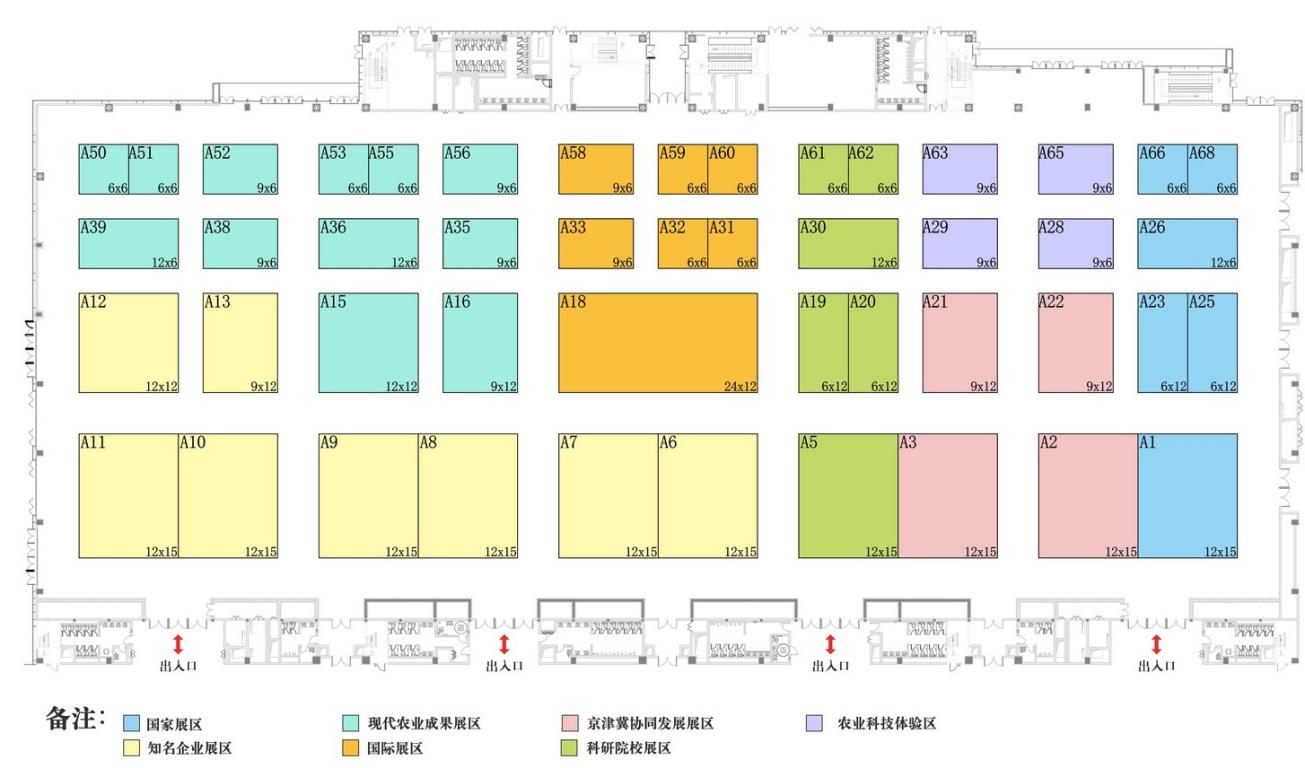 A50 A51 A52 A53 A55 A56 A58 A59 A60 A61 A62 A63 A65 A66 A68
6x6 6x6 9x6 6x6 6x6 9x6 9x6 6x6 6x6 6x6 6x6 9x6 9x6 6x6 6x6
A39 A38 A36 A35 A33 A32 A31 A30 A29 A28 A26
12x6 9x6 12x6 9x6 9x6 6x6 6x6 12x6 9x6 9x6 12x6
A12 A13 A15 A16 A18 A19 A20 A21 A22 A23 A25
12x12 9x12 12x12 9x12 24x12 6x12 6x12 9x12 9x12 6x12 6x12
A11 A10 A9 A8 A7 A6 A5 A3 A2 A1
12x15 12x15 12x15 12x15 12x15 12x15 12x15 12x15 12x15 12x15
出入口 出入口 出入口 出入口
备注: 国家展区 现代农业成果展区 京津冀协同发展展区 农业科技体验区
知名企业展区 国际展区 科研院校展区